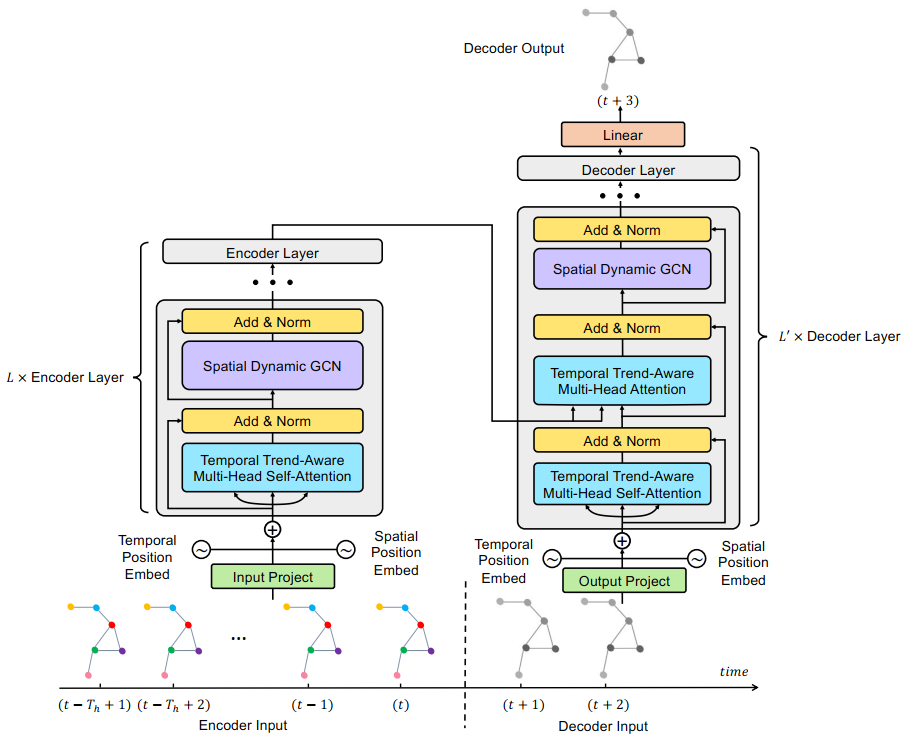 Decoder Output
(t + 3)
Linear
Decoder Layer
• • •
Add & Norm
Spatial Dynamic GCN
Add & Norm
Temporal Trend-Aware
Multi-Head Attention
Add & Norm
Temporal Trend-Aware
Multi-Head Self-Attention
L′ × Decoder Layer
Encoder Layer
• • •
Add & Norm
Spatial Dynamic GCN
Add & Norm
Temporal Trend-Aware
Multi-Head Self-Attention
L × Encoder Layer
+
Temporal
Position
Embed
~
~
Spatial
Position
Embed
Input Project
+
Temporal
Position
Embed
~
~
Spatial
Position
Embed
Output Project
...
time
(t − Tₕ + 1)
(t − Tₕ + 2)
(t − 1)
(t)
(t + 1)
(t + 2)
Encoder Input
Decoder Input